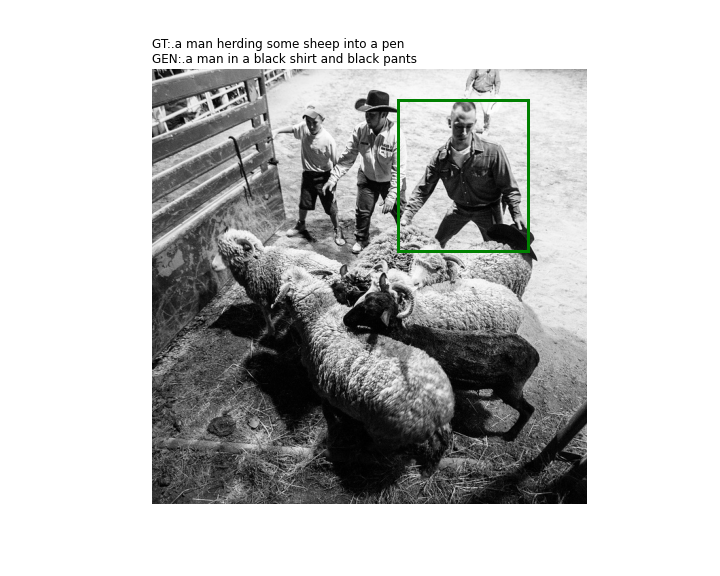 GT:.a man herding some sheep into a pen
GEN:.a man in a black shirt and black pants